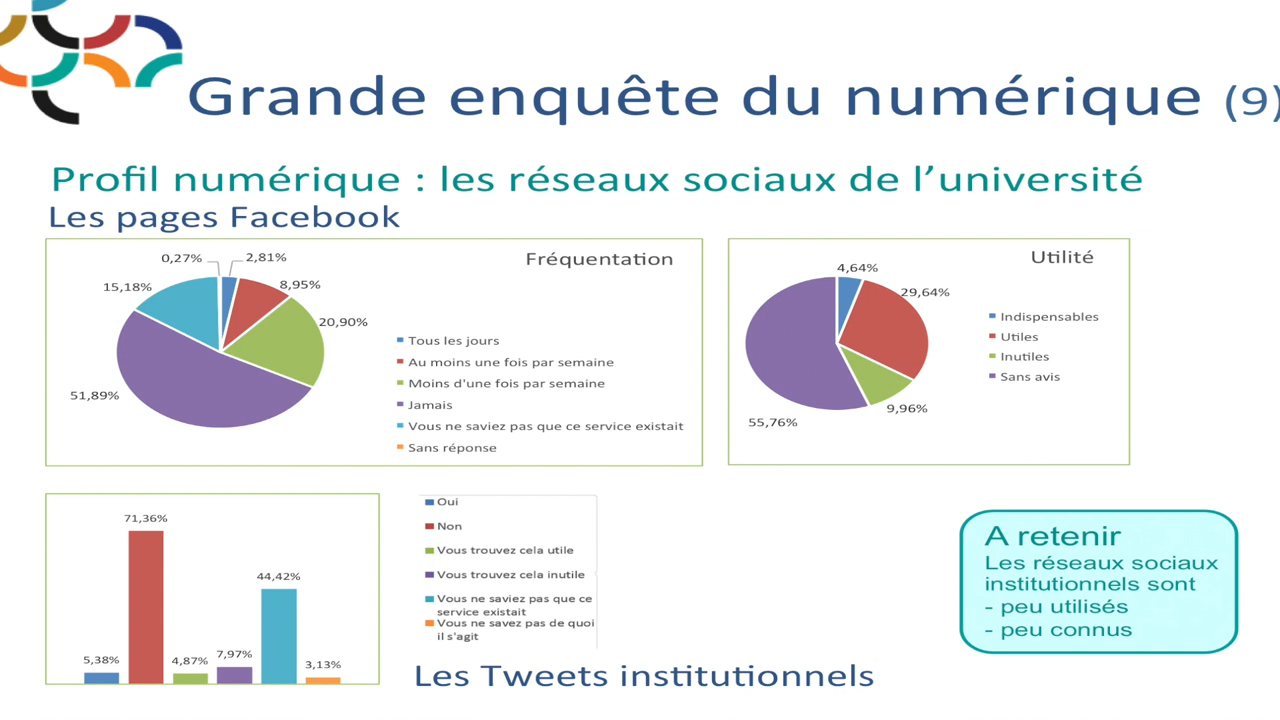 Grande enquête du numérique (9)
Profil numérique : les réseaux sociaux de l’université
Les pages Facebook
Fréquentation
0,27%
2,81%
8,95%
15,18%
20,90%
51,89%
Tous les jours
Au moins une fois par semaine
Moins d'une fois par semaine
Jamais
Vous ne saviez pas que ce service existait
Sans réponse
Utilité
4,64%
29,64%
9,96%
55,76%
Indispensables
Utiles
Inutiles
Sans avis
71,36%
44,42%
5,38%
4,87%
7,97%
3,13%
Oui
Non
Vous trouvez cela utile
Vous trouvez cela inutile
Vous ne saviez pas que ce
service existait
Vous ne savez pas de quoi
il s'agit
Les Tweets institutionnels
A retenir
Les réseaux sociaux
institutionnels sont
- peu utilisés
- peu connus